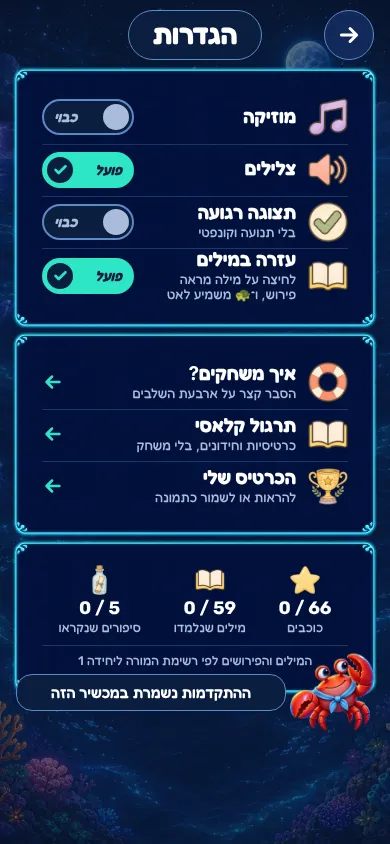 הגדרות
מוזיקה
כבוי
צלילים
פועל
תצוגה רגועה
בלי תנועה וקונפטי
כבוי
עזרה במילים
לחיצה על מילה מראה
פירוש, ו־🐢 משמיע לאט
פועל
איך משחקים?
הסבר קצר על ארבעת השלבים
תרגול קלאסי
כרטיסיות וחידונים, בלי משחק
הכרטיס שלי
להראות או לשמור כתמונה
0 / 66
כוכבים
0 / 59
מילים שנלמדו
0 / 5
סיפורים שנקראו
המילים והפירושים לפי רשימת המורה ליחידה 1
ההתקדמות נשמרת במכשיר הזה